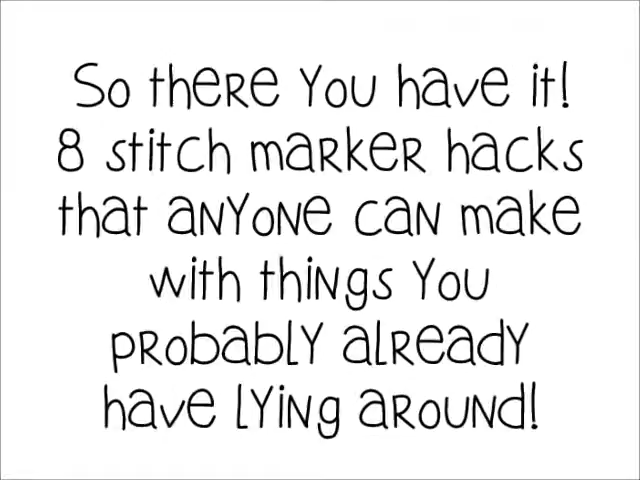 So there you have it!
8 stitch marker hacks
that anyone can make
with things you
probably already
have lying around!